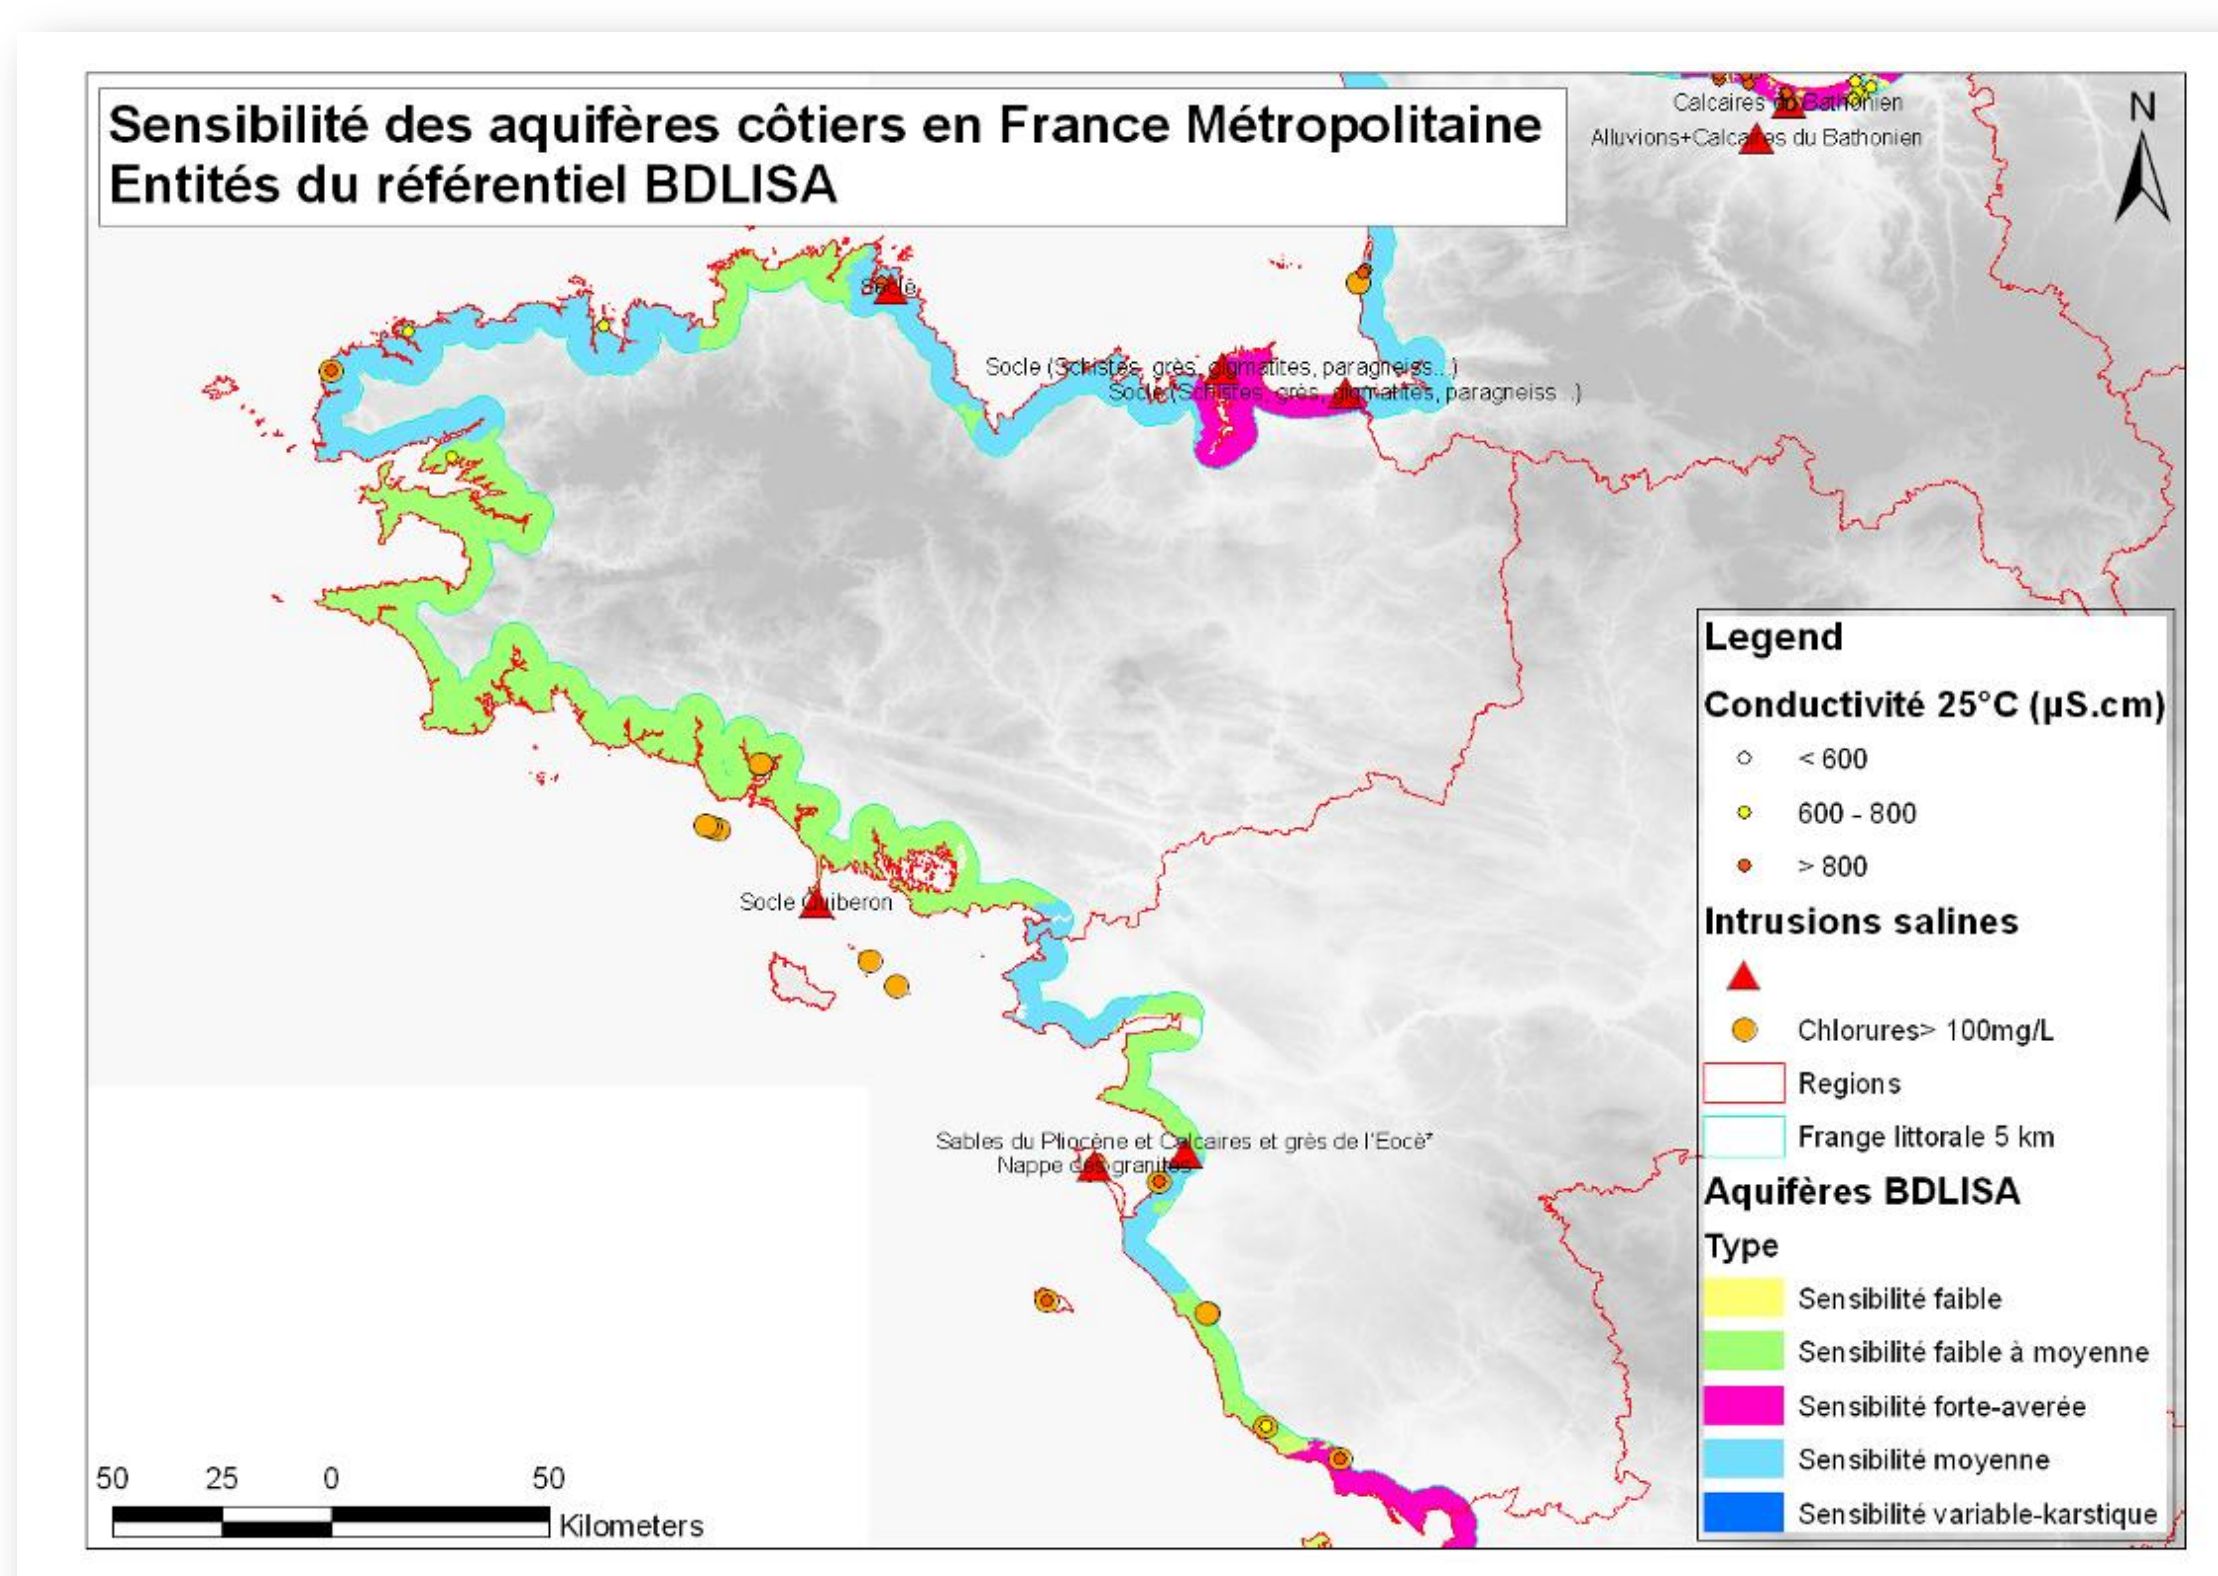 Sensibilité des aquifères côtiers en France Métropolitaine
Entités du référentiel BDLISA
Calcaires du Bathonien
Alluvions+Calcaires du Bathonien
N
Socle
Socle (Schistes, grès, gigmatites, paragneiss...)
Socle (Schistes, grès, gigmatites, paragneiss...)
Socle Quiberon
Sables du Pliocène et Calcaires et grès de l'Eocè*
Nappe des granites
Legend
Conductivité 25°C (µS.cm)
< 600
600 - 800
> 800
Intrusions salines
Chlorures> 100mg/L
Regions
Frange littorale 5 km
Aquifères BDLISA
Type
Sensibilité faible
Sensibilité faible à moyenne
Sensibilité forte-averée
Sensibilité moyenne
Sensibilité variable-karstique
50 25 0 50
Kilometers